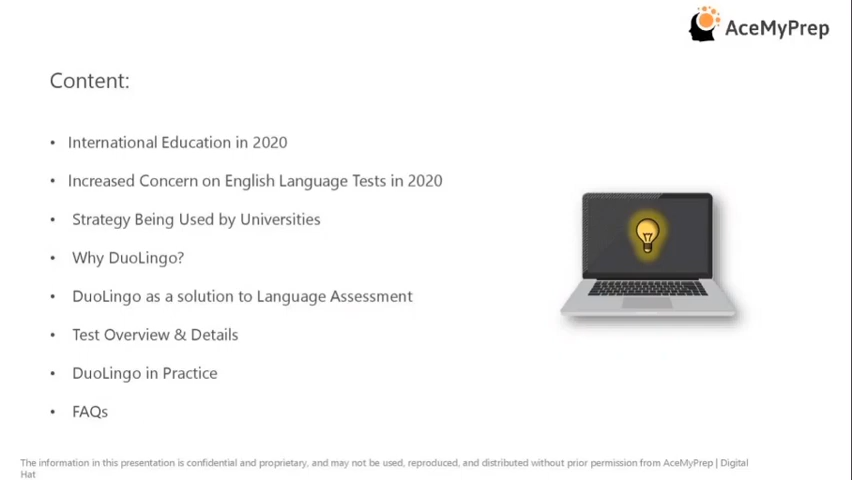 AceMyPrep
Content:
• International Education in 2020
• Increased Concern on English Language Tests in 2020
• Strategy Being Used by Universities
• Why DuoLingo?
• DuoLingo as a solution to Language Assessment
• Test Overview & Details
• DuoLingo in Practice
• FAQs
The information in this presentation is confidential and proprietary, and may not be used, reproduced, and distributed without prior permission from AceMyPrep | Digital
Hat